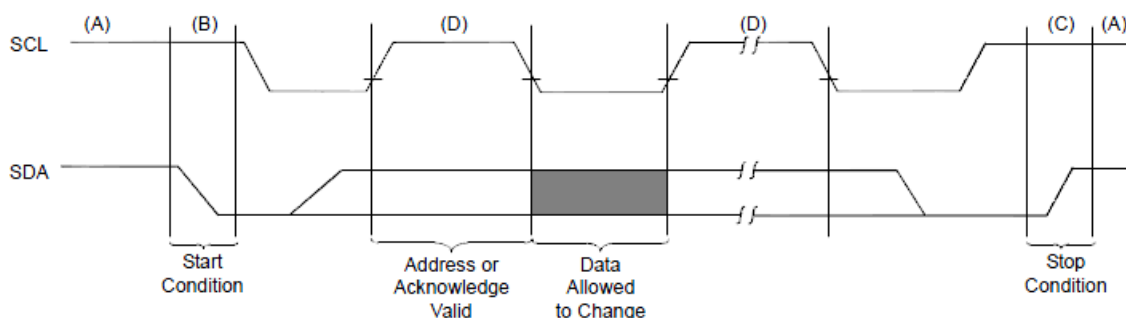 (A) (B) (D) (D) (C) (A)
SCL
SDA
Start
Condition
Address or
Acknowledge
Valid
Data
Allowed
to Change
Stop
Condition